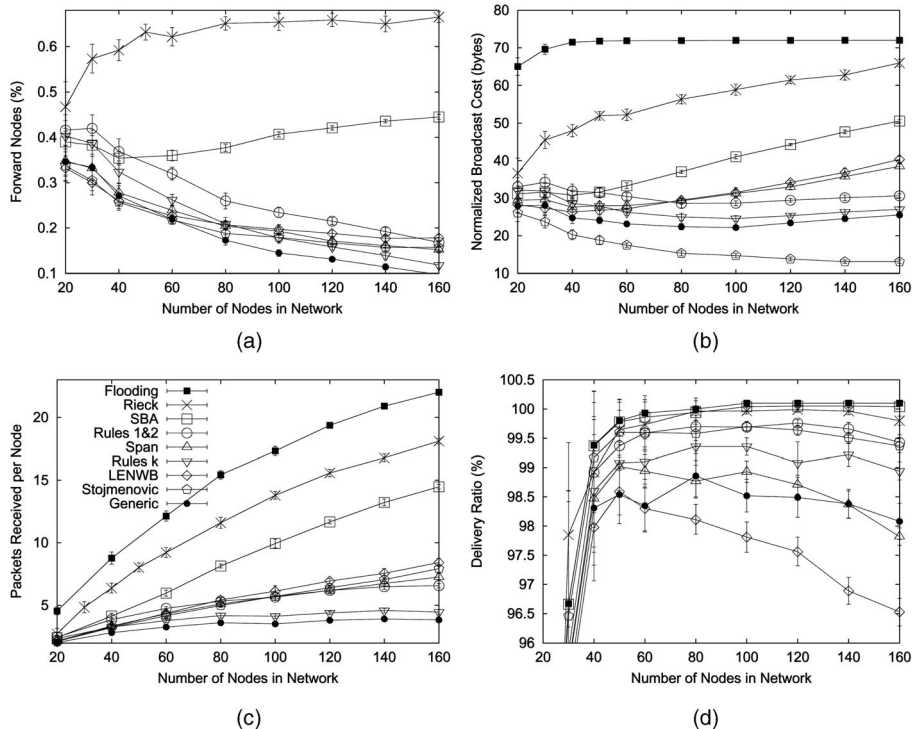 0.6
0.5
0.4
0.3
0.2
0.1
Forward Nodes (%)
20 40 60 80 100 120 140 160
Number of Nodes in Network
(a)
80
70
60
50
40
30
20
10
Normalized Broadcast Cost (bytes)
20 40 60 80 100 120 140 160
Number of Nodes in Network
(b)
20
15
10
5
Packets Received per Node
Flooding
Rieck
SBA
Rules 1&2
Span
Rules k
LENWB
Stojmenovic
Generic
20 40 60 80 100 120 140 160
Number of Nodes in Network
(c)
100.5
100
99.5
99
98.5
98
97.5
97
96.5
96
Delivery Ratio (%)
20 40 60 80 100 120 140 160
Number of Nodes in Network
(d)